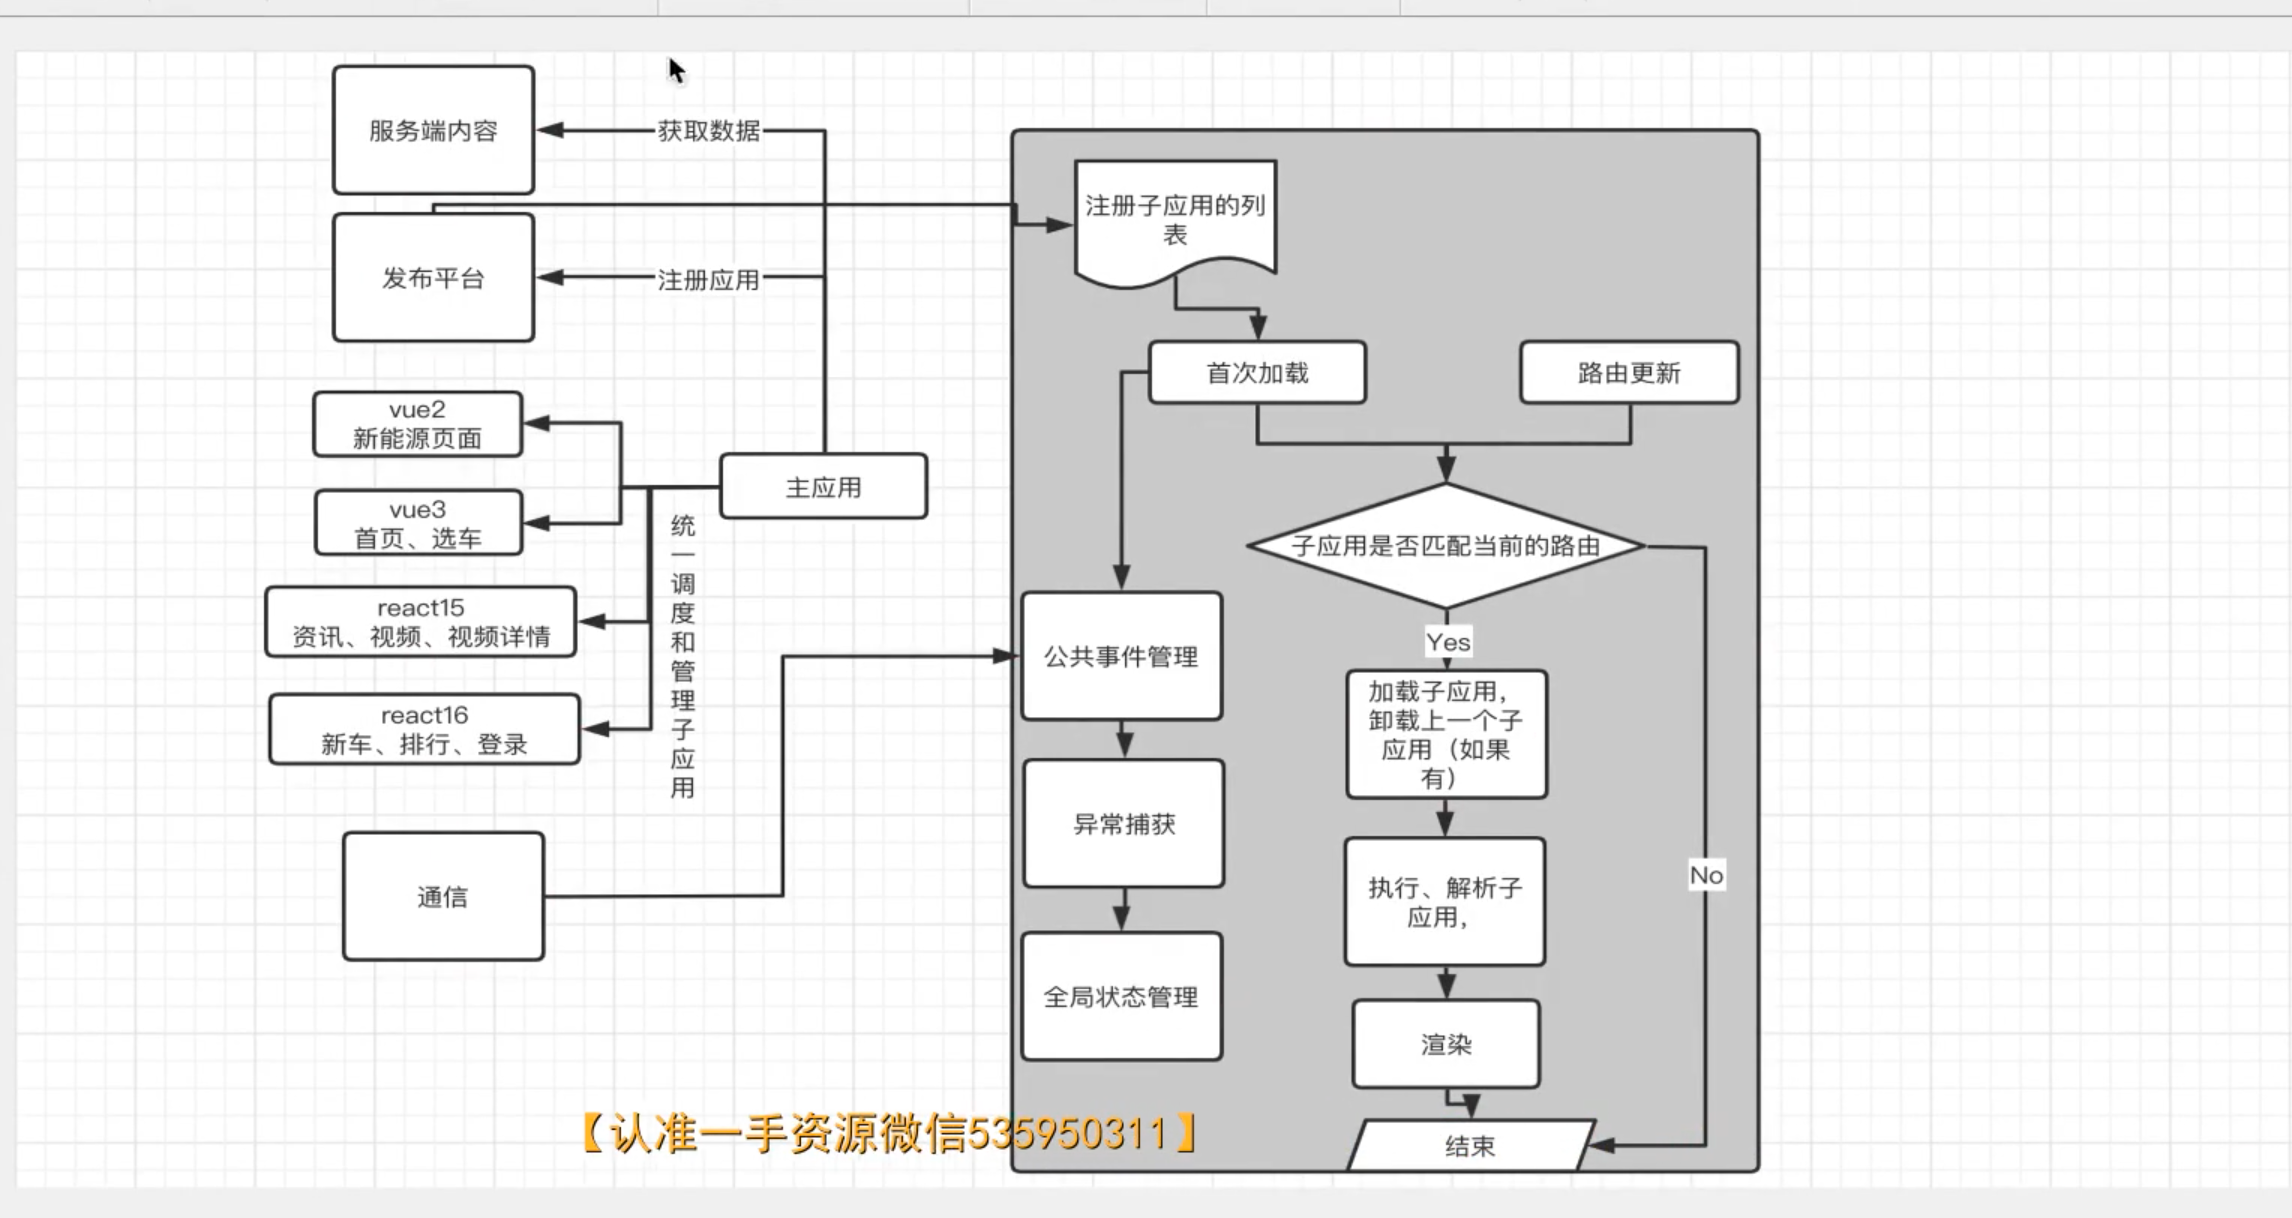 服务端内容
获取数据
发布平台
注册应用
vue2
新能源页面
vue3
首页、选车
react15
资讯、视频、视频详情
react16
新车、排行、登录
主应用
统一调度和管理子应用
通信
注册子应用的列
表
首次加载
路由更新
子应用是否匹配当前的路由
Yes
No
公共事件管理
异常捕获
全局状态管理
加载子应用,
卸载上一个子
应用（如果
有）
执行、解析子
应用,
渲染
结束
【认准一手资源微信535950311】